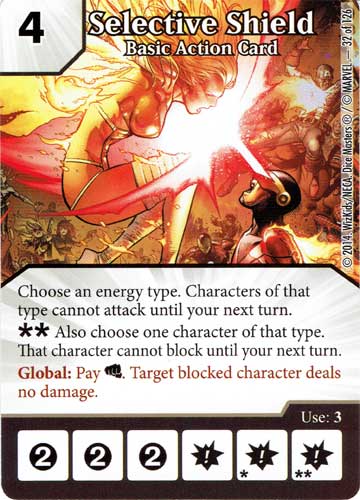 4
Selective Shield
Basic Action Card
© 2014 WizKids/NECA, Dice Masters ® / © MARVEL — 32 of 126
Choose an energy type. Characters of that
type cannot attack until your next turn.
** Also choose one character of that type.
That character cannot block until your next turn.
Global: Pay 👊. Target blocked character deals
no damage.
Use: 3
2 2 2 ! ! !
* **